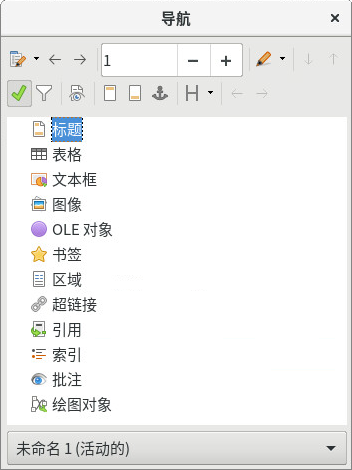 导航
1
标题
表格
文本框
图像
OLE 对象
书签
区域
超链接
引用
索引
批注
绘图对象
未命名 1 (活动的)